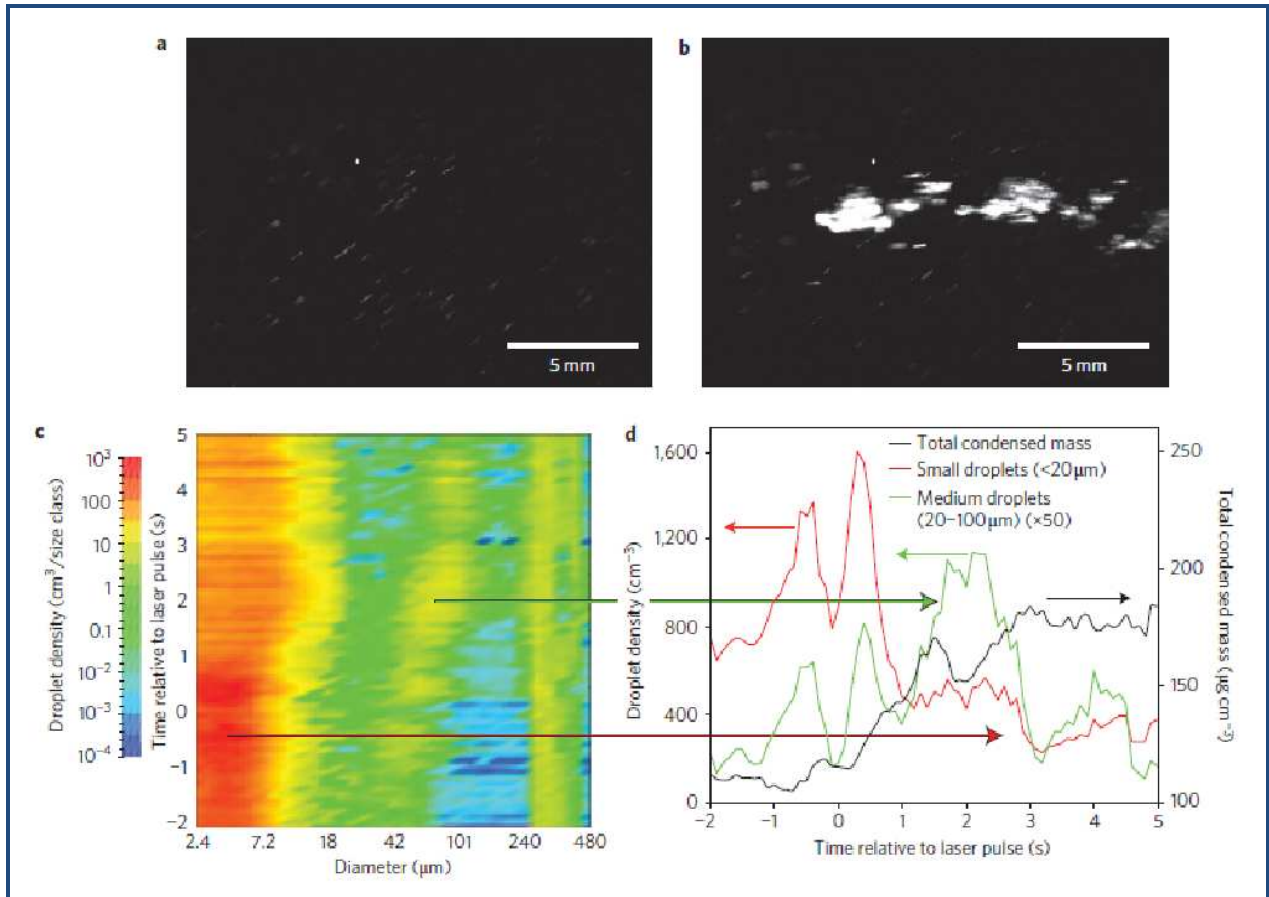 a
b
5 mm
5 mm
c
d
Droplet density (cm³/size class)
10³
100
10
1
0.1
10⁻²
10⁻³
10⁻⁴
Time relative to laser pulse (s)
5
4
3
2
1
0
−1
−2
2.4 7.2 18 42 101 240 480
Diameter (µm)
Droplet density (cm⁻³)
1,600
1,200
800
400
0
Total condensed mass
Small droplets (<20 µm)
Medium droplets
(20–100 µm) (×50)
250
200
150
100
Total condensed mass (µg cm⁻³)
−2 −1 0 1 2 3 4 5
Time relative to laser pulse (s)